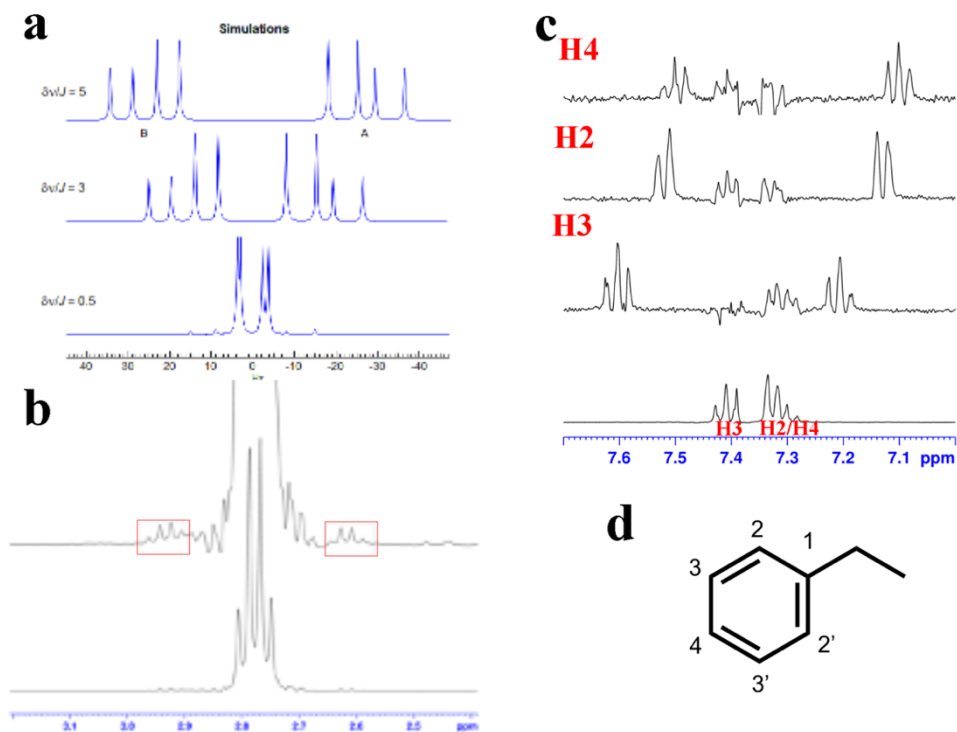 a
Simulations
δν/J = 5
B A
δν/J = 3
δν/J = 0.5
40 30 20 10 0 -10 -20 -30 -40
b
3.1 3.0 2.9 2.8 2.7 2.6 2.5 ppm
c
H4
H2
H3
H3 H2/H4
7.6 7.5 7.4 7.3 7.2 7.1 ppm
d
2 1
3
4 2'
3'